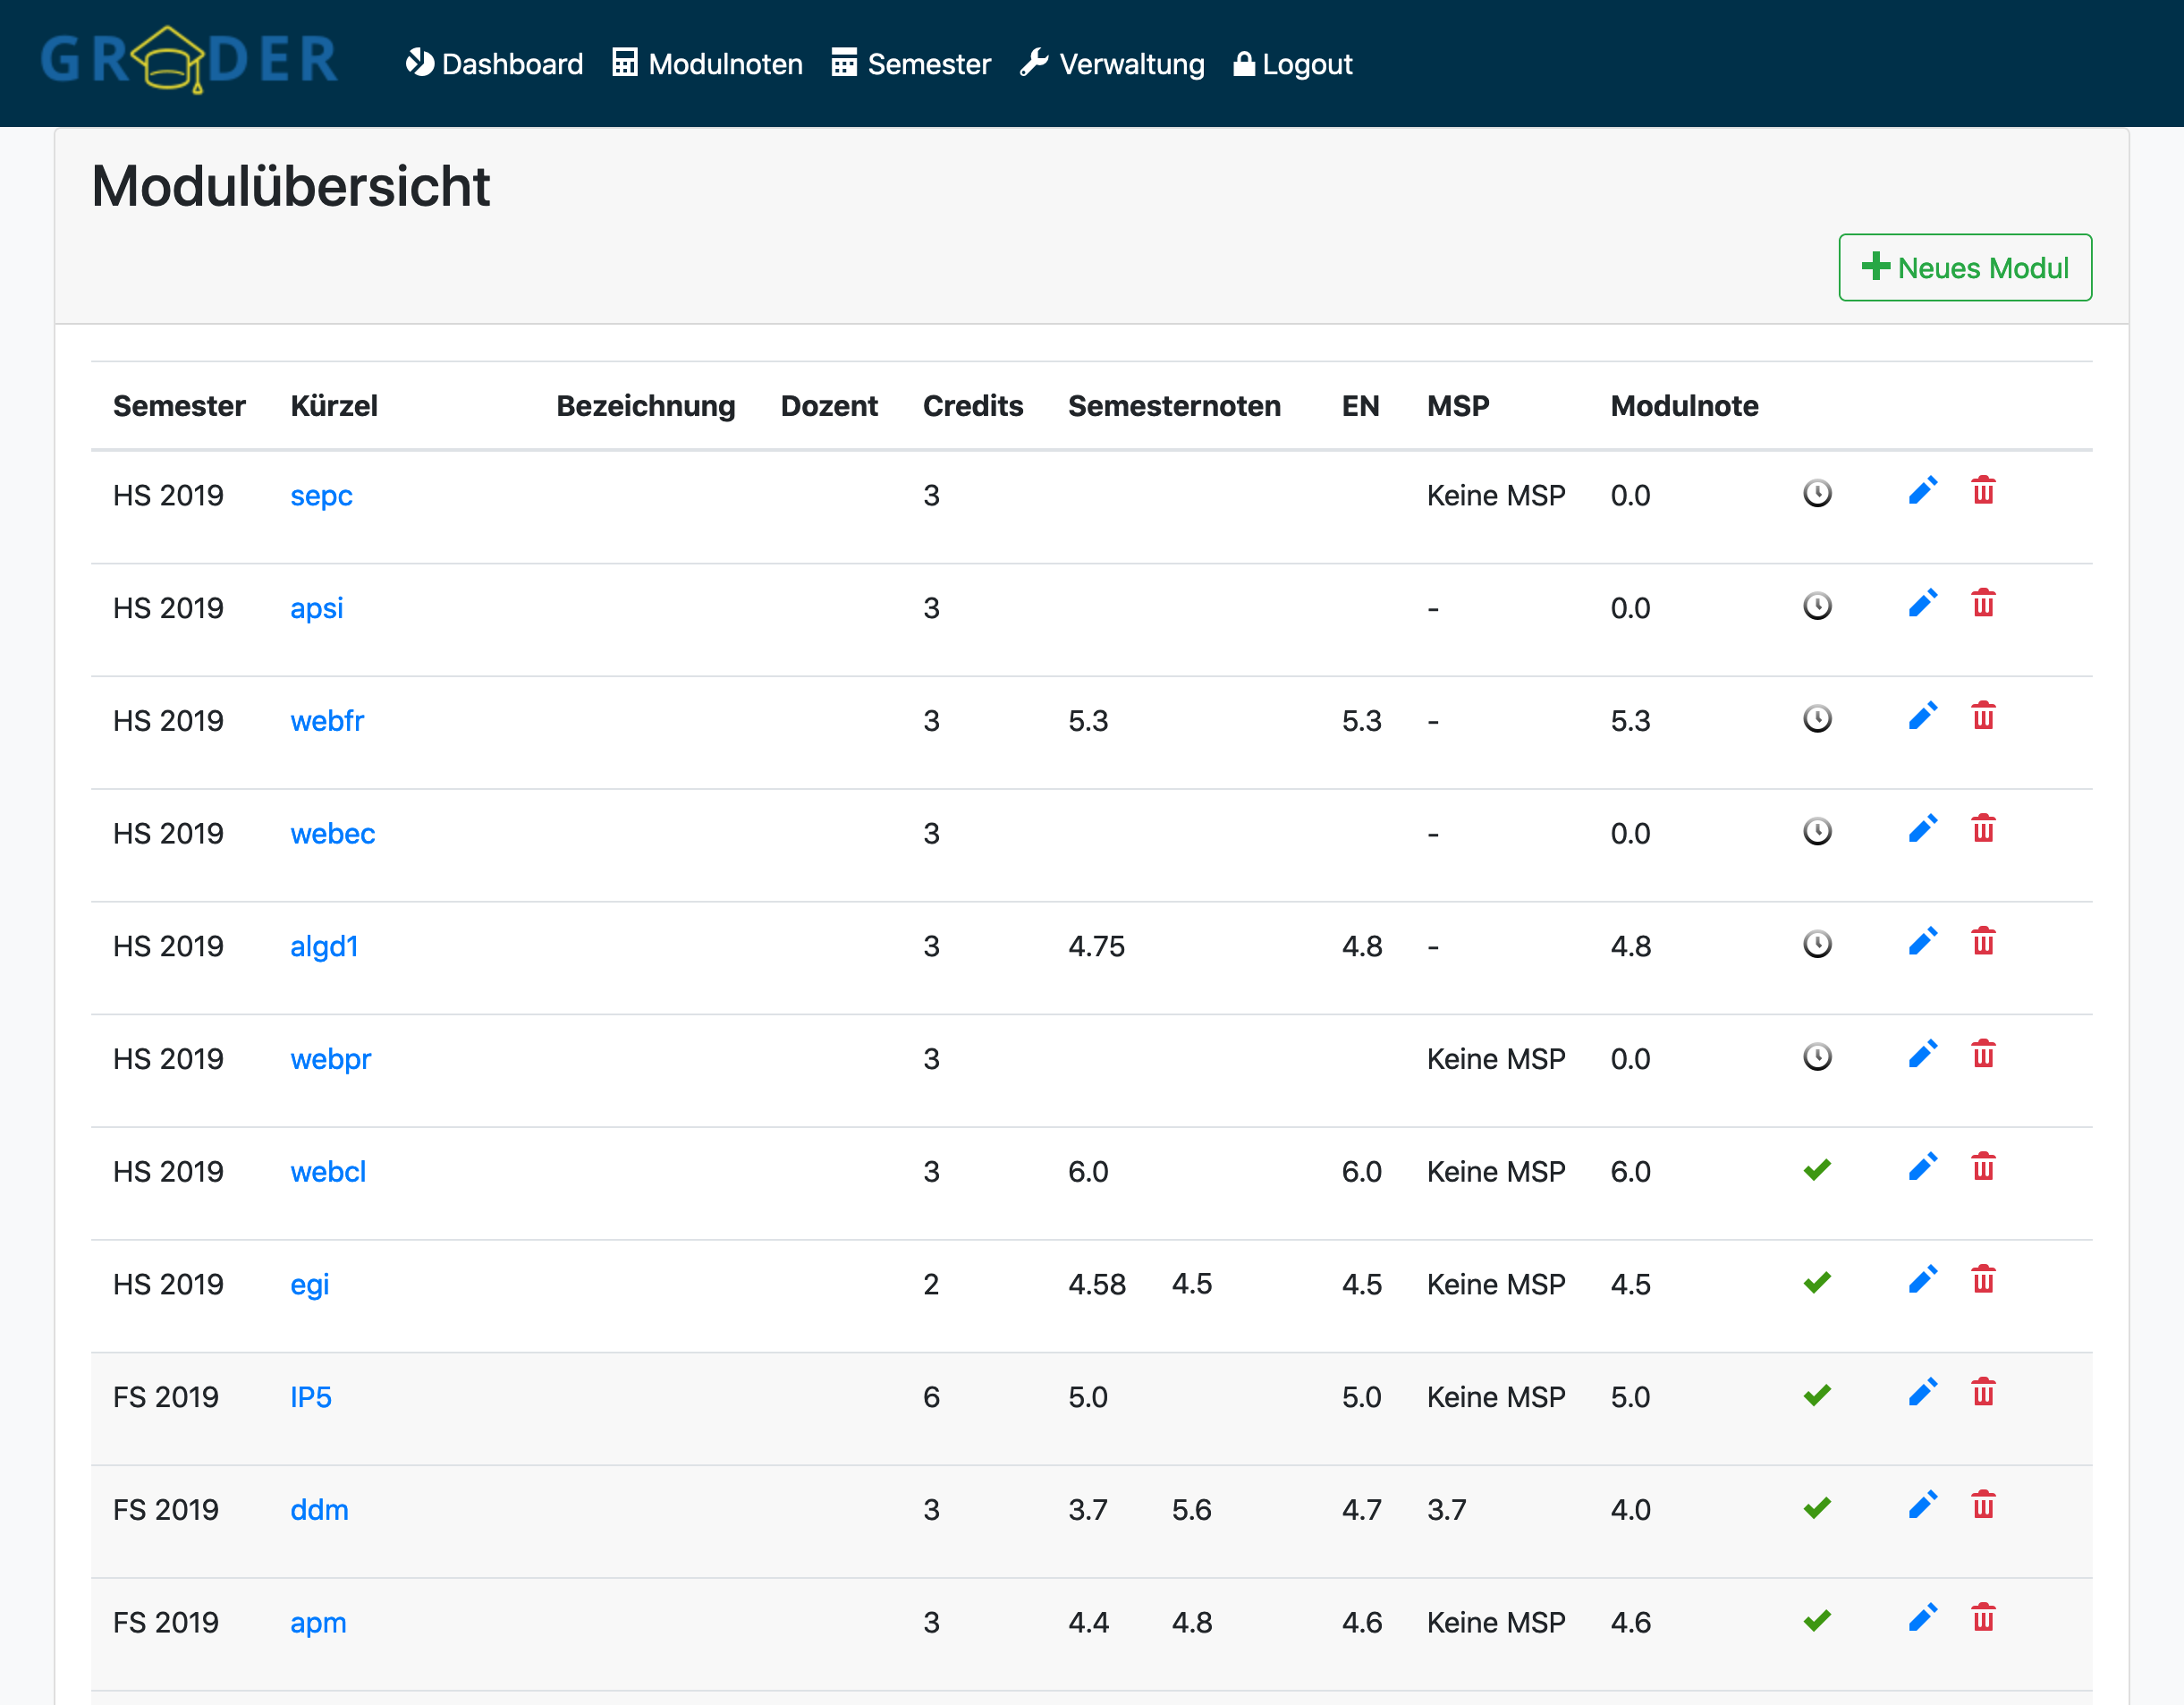 GRADER Dashboard Modulnoten Semester Verwaltung Logout
Modulübersicht
Neues Modul
Semester Kürzel Bezeichnung Dozent Credits Semesternoten EN MSP Modulnote
HS 2019 sepc 3 Keine MSP 0.0
HS 2019 apsi 3 - 0.0
HS 2019 webfr 3 5.3 5.3 - 5.3
HS 2019 webec 3 - 0.0
HS 2019 algd1 3 4.75 4.8 - 4.8
HS 2019 webpr 3 Keine MSP 0.0
HS 2019 webcl 3 6.0 6.0 Keine MSP 6.0
HS 2019 egi 2 4.58 4.5 4.5 Keine MSP 4.5
FS 2019 IP5 6 5.0 5.0 Keine MSP 5.0
FS 2019 ddm 3 3.7 5.6 4.7 3.7 4.0
FS 2019 apm 3 4.4 4.8 4.6 Keine MSP 4.6